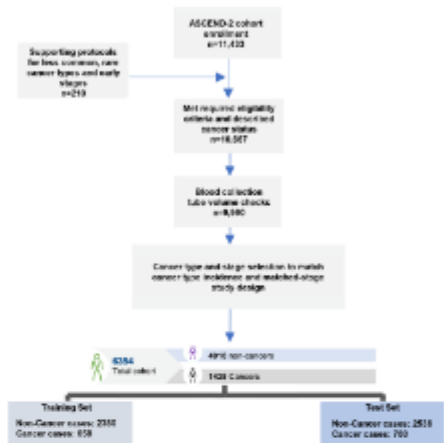 ASCEND-2 cohort
enrollment
Supporting protocols
for less common, rare
cancer types and early
stages
n=219
Met required eligibility
criteria and described
cancer status
Blood collection
tube volume checks
Cancer type and stage selection to match
cancer type incidence and matched-stage
study design
6354
Total cohort
non-cancers
Cancers
Training Set
Non-Cancer cases:
Cancer cases:
Test Set
Non-Cancer cases:
Cancer cases: